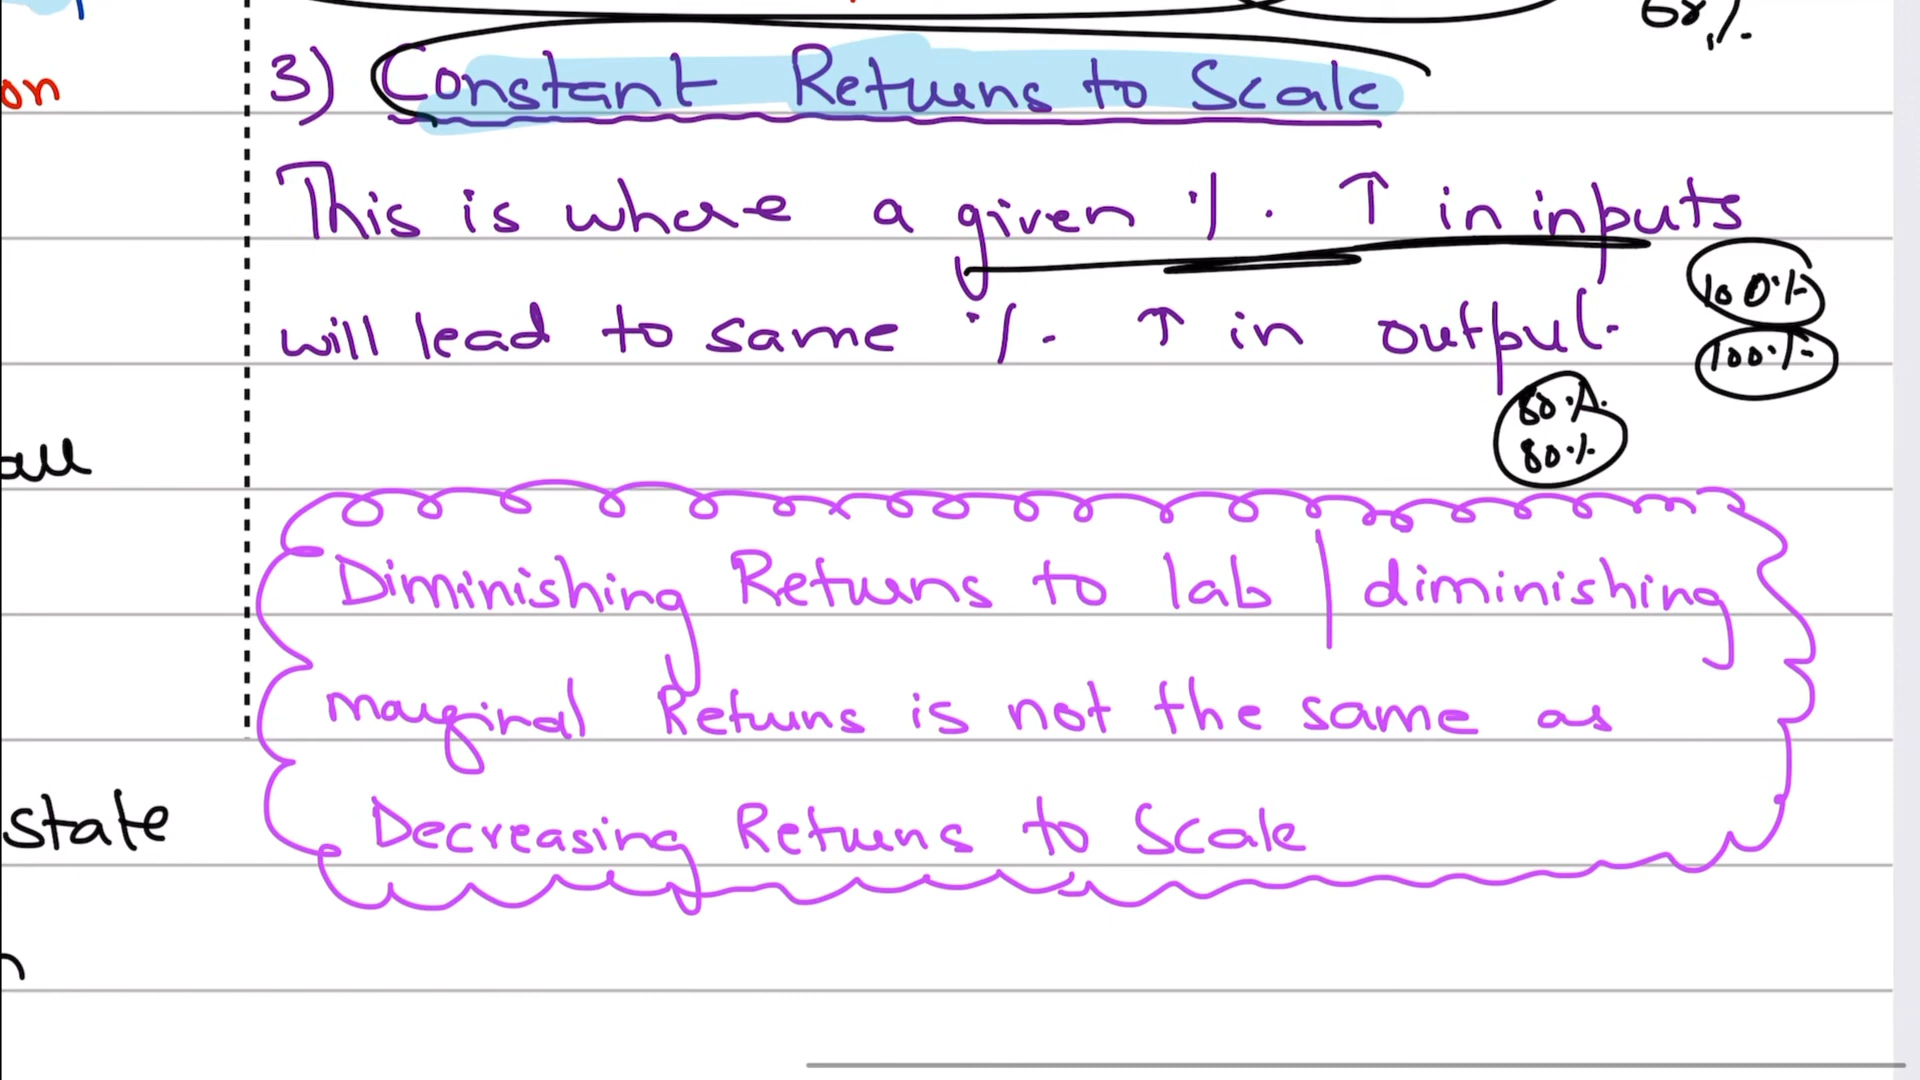 68%
on
3) Constant Returns to Scale
This is where a given % ↑ in inputs
100%
will lead to same % ↑ in output.
100%
80%
80%
all
Diminishing Returns to lab | diminishing
marginal Returns is not the same as
Decreasing Returns to Scale
state